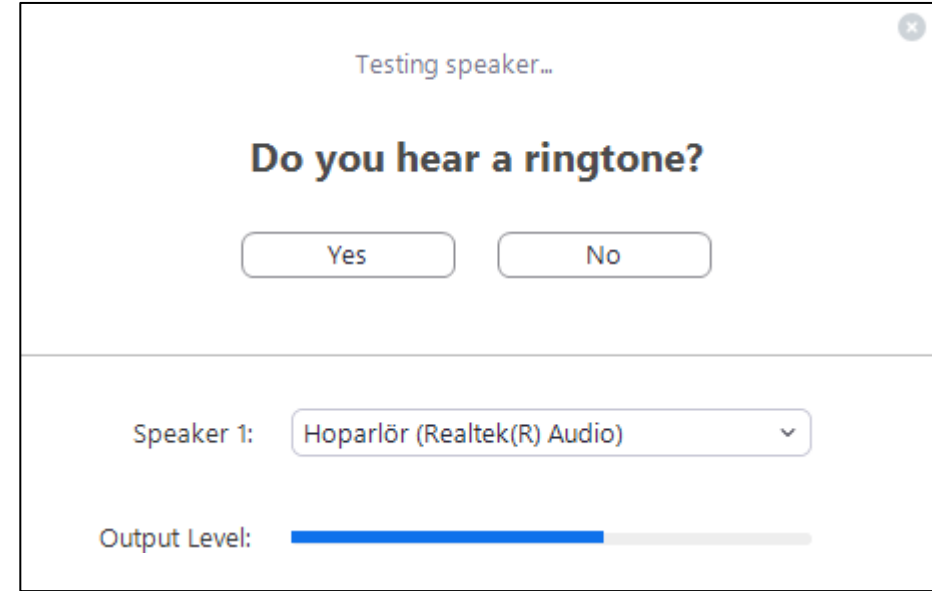 Testing speaker...
Do you hear a ringtone?
Yes No
Speaker 1: Hoparlör (Realtek(R) Audio)
Output Level: